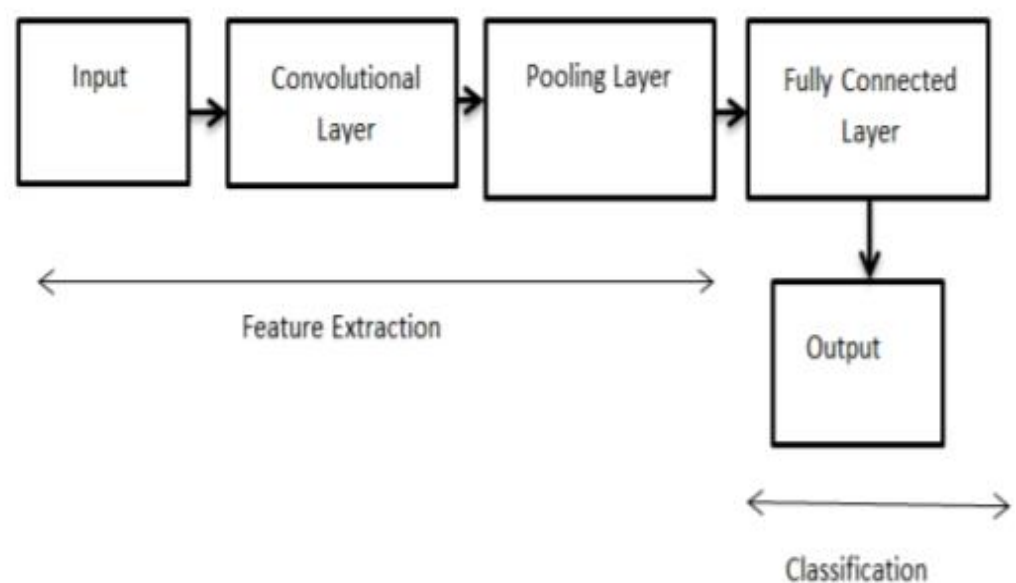 Input
Convolutional
Layer
Pooling Layer
Fully Connected
Layer
Feature Extraction
Output
Classification